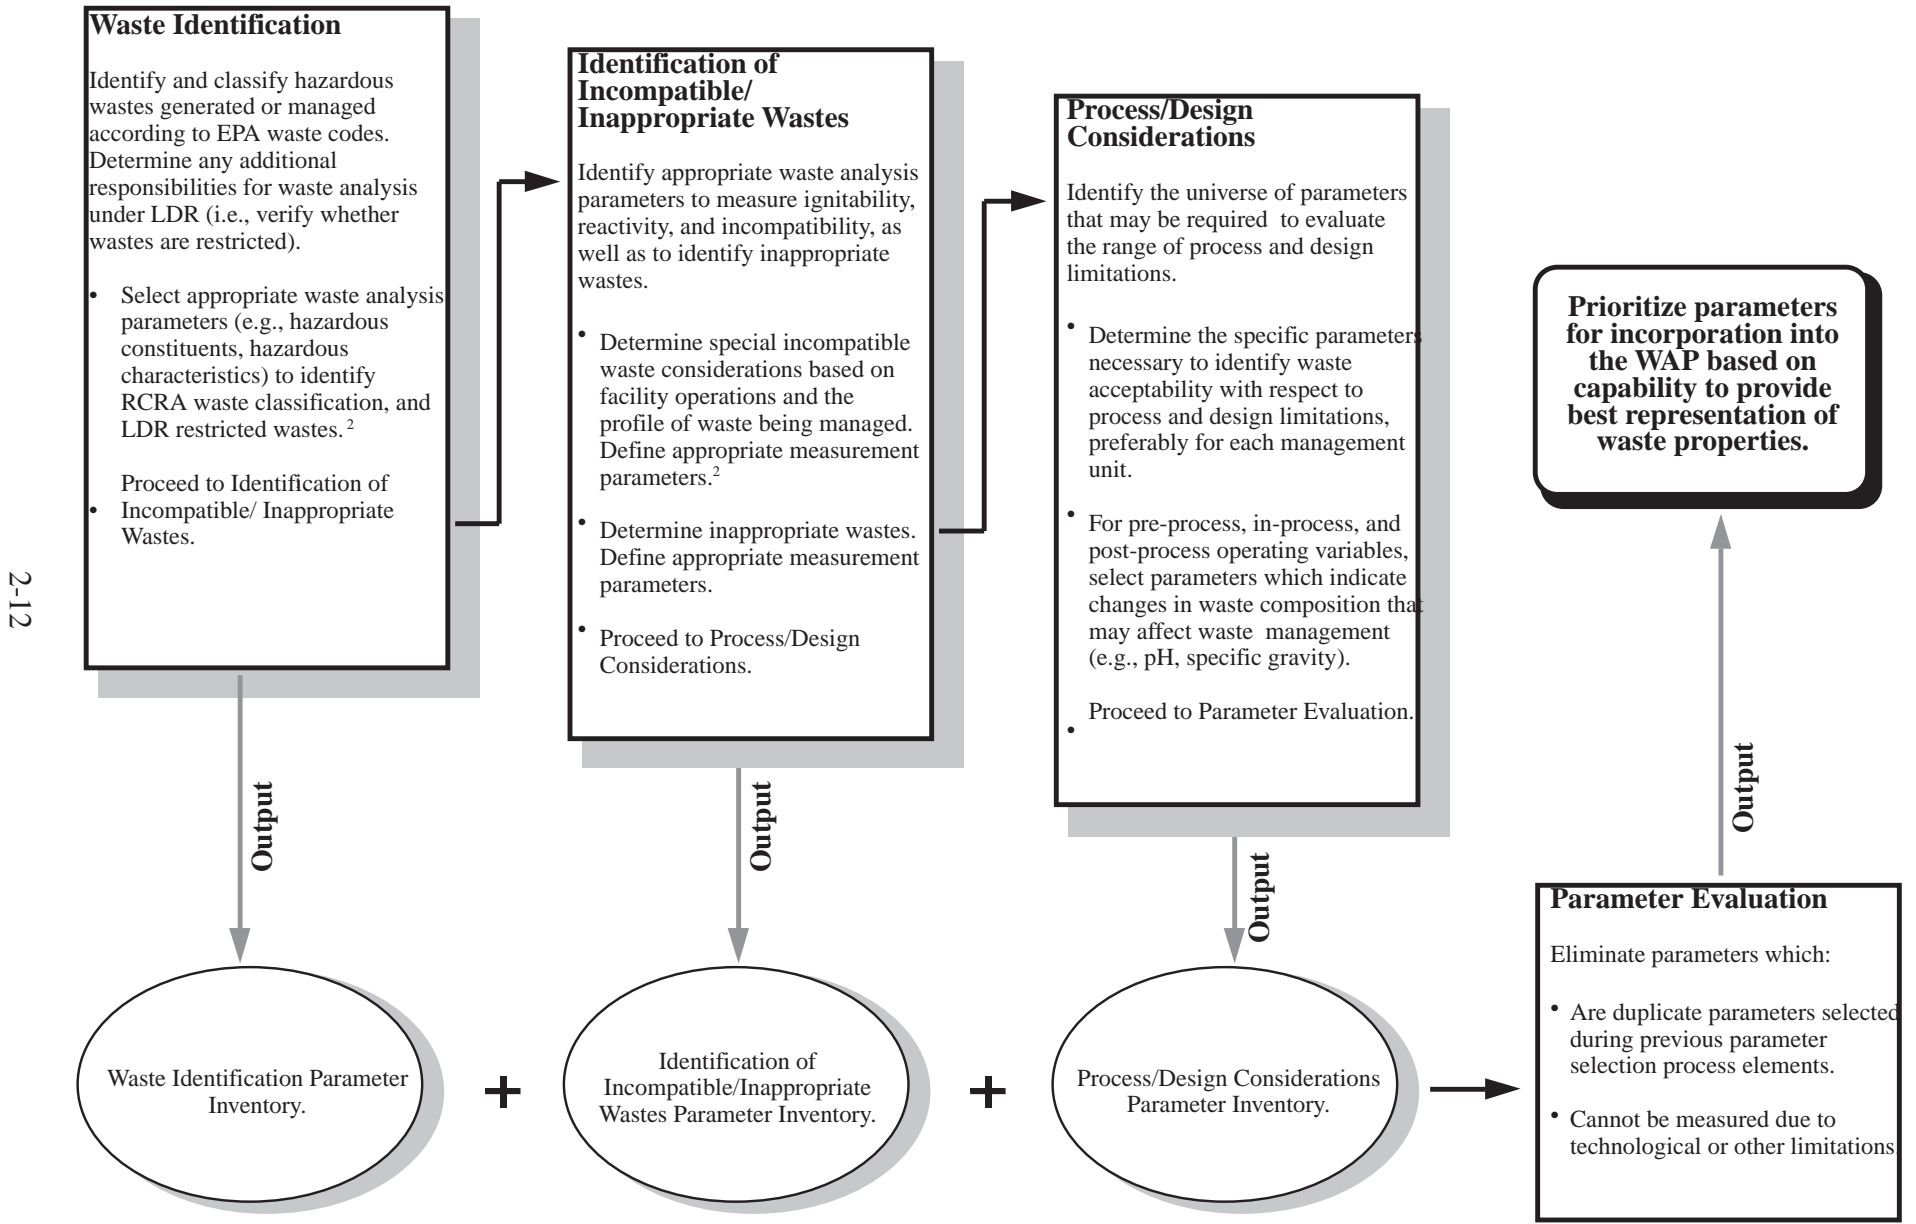 Waste Identification
Identify and classify hazardous
wastes generated or managed
according to EPA waste codes.
Determine any additional
responsibilities for waste analysis
under LDR (i.e., verify whether
wastes are restricted).
• Select appropriate waste analysis
parameters (e.g., hazardous
constituents, hazardous
characteristics) to identify
RCRA waste classification, and
LDR restricted wastes.2
Proceed to Identification of
• Incompatible/ Inappropriate
Wastes.
Identification of
Incompatible/
Inappropriate Wastes
Identify appropriate waste analysis
parameters to measure ignitability,
reactivity, and incompatibility, as
well as to identify inappropriate
wastes.
• Determine special incompatible
waste considerations based on
facility operations and the
profile of waste being managed.
Define appropriate measurement
parameters.2
• Determine inappropriate wastes.
Define appropriate measurement
parameters.
• Proceed to Process/Design
Considerations.
Process/Design
Considerations
Identify the universe of parameters
that may be required to evaluate
the range of process and design
limitations.
• Determine the specific parameters
necessary to identify waste
acceptability with respect to
process and design limitations,
preferably for each management
unit.
• For pre-process, in-process, and
post-process operating variables,
select parameters which indicate
changes in waste composition that
may affect waste management
(e.g., pH, specific gravity).
Proceed to Parameter Evaluation.
•
Prioritize parameters
for incorporation into
the WAP based on
capability to provide
best representation of
waste properties.
2-12
Output
Output
Output
Output
Waste Identification Parameter
Inventory.
+
Identification of
Incompatible/Inappropriate
Wastes Parameter Inventory.
+
Process/Design Considerations
Parameter Inventory.
Parameter Evaluation
Eliminate parameters which:
• Are duplicate parameters selected
during previous parameter
selection process elements.
• Cannot be measured due to
technological or other limitations.